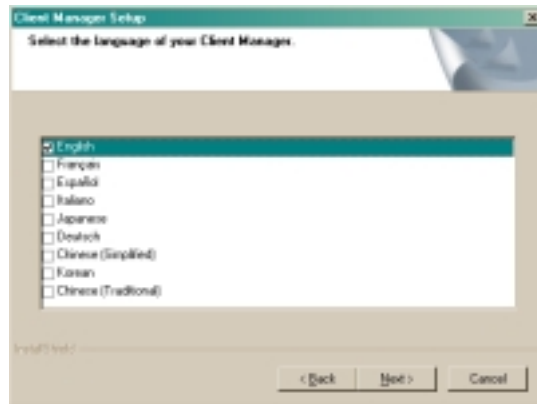 Client Manager Setup
Select the language of your Client Manager.
English
Français
Español
Italiano
Japanese
Deutsch
Chinese (Simplified)
Korean
Chinese (Traditional)
InstallShield
< Back
Next >
Cancel